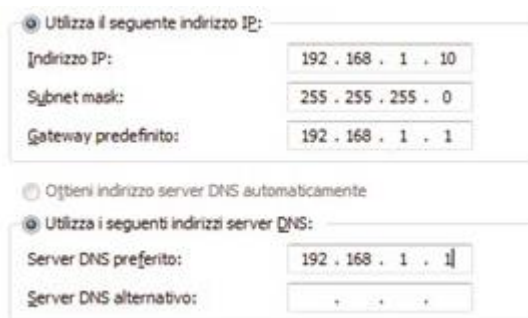 Utilizza il seguente indirizzo IP:
Indirizzo IP: 192 . 168 . 1 . 10
Subnet mask: 255 . 255 . 255 . 0
Gateway predefinito: 192 . 168 . 1 . 1
Ottieni indirizzo server DNS automaticamente
Utilizza i seguenti indirizzi server DNS:
Server DNS preferito: 192 . 168 . 1 . 1
Server DNS alternativo: . . .